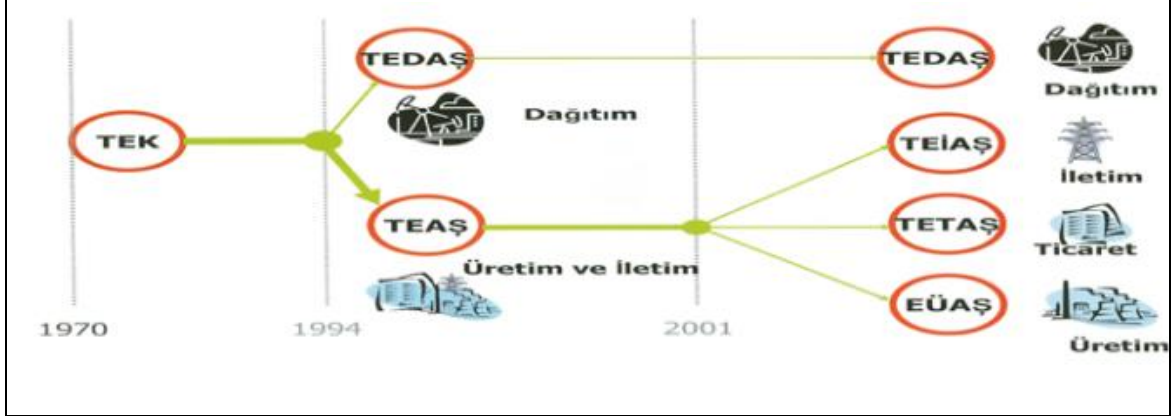 TEDAŞ
TEDAŞ
Dağıtım
Dağıtım
TEK
TEİAŞ
İletim
TEAŞ
TETAŞ
Ticaret
Üretim ve İletim
EÜAŞ
1970
1994
2001
Üretim